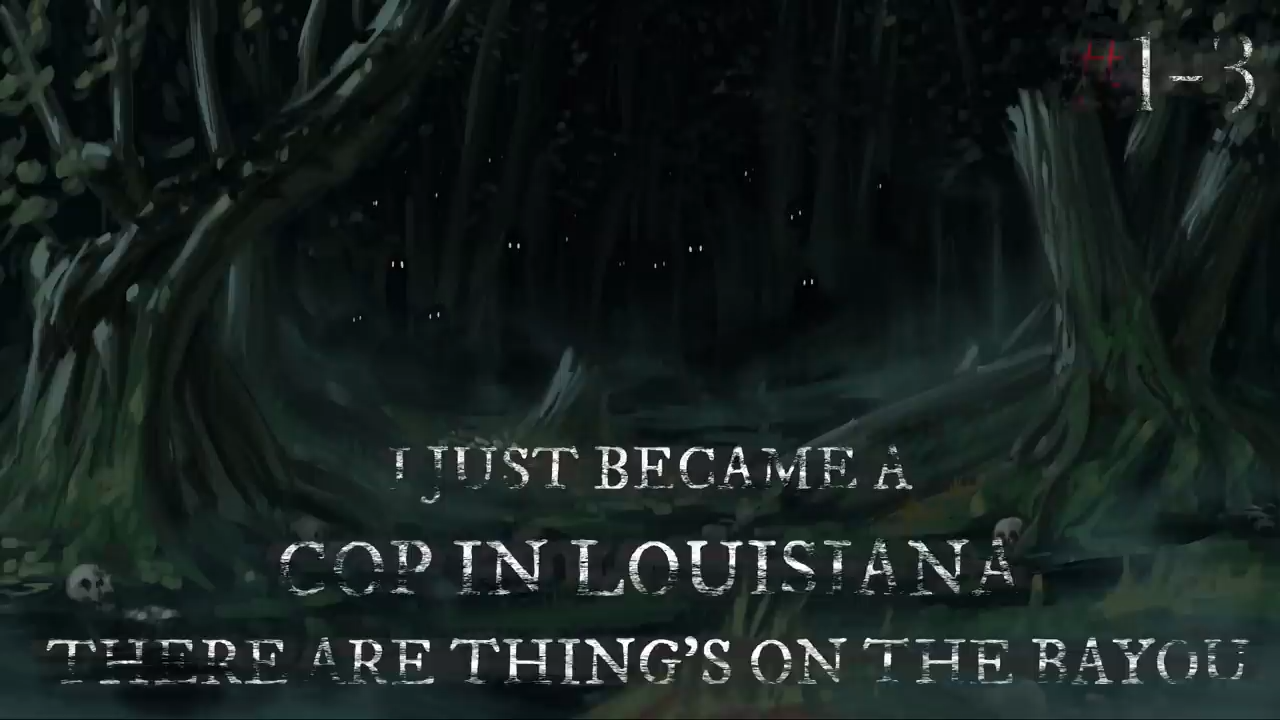 #1-3
I JUST BECAME A
COP IN LOUISIANA
THERE ARE THING'S ON THE BAYOU